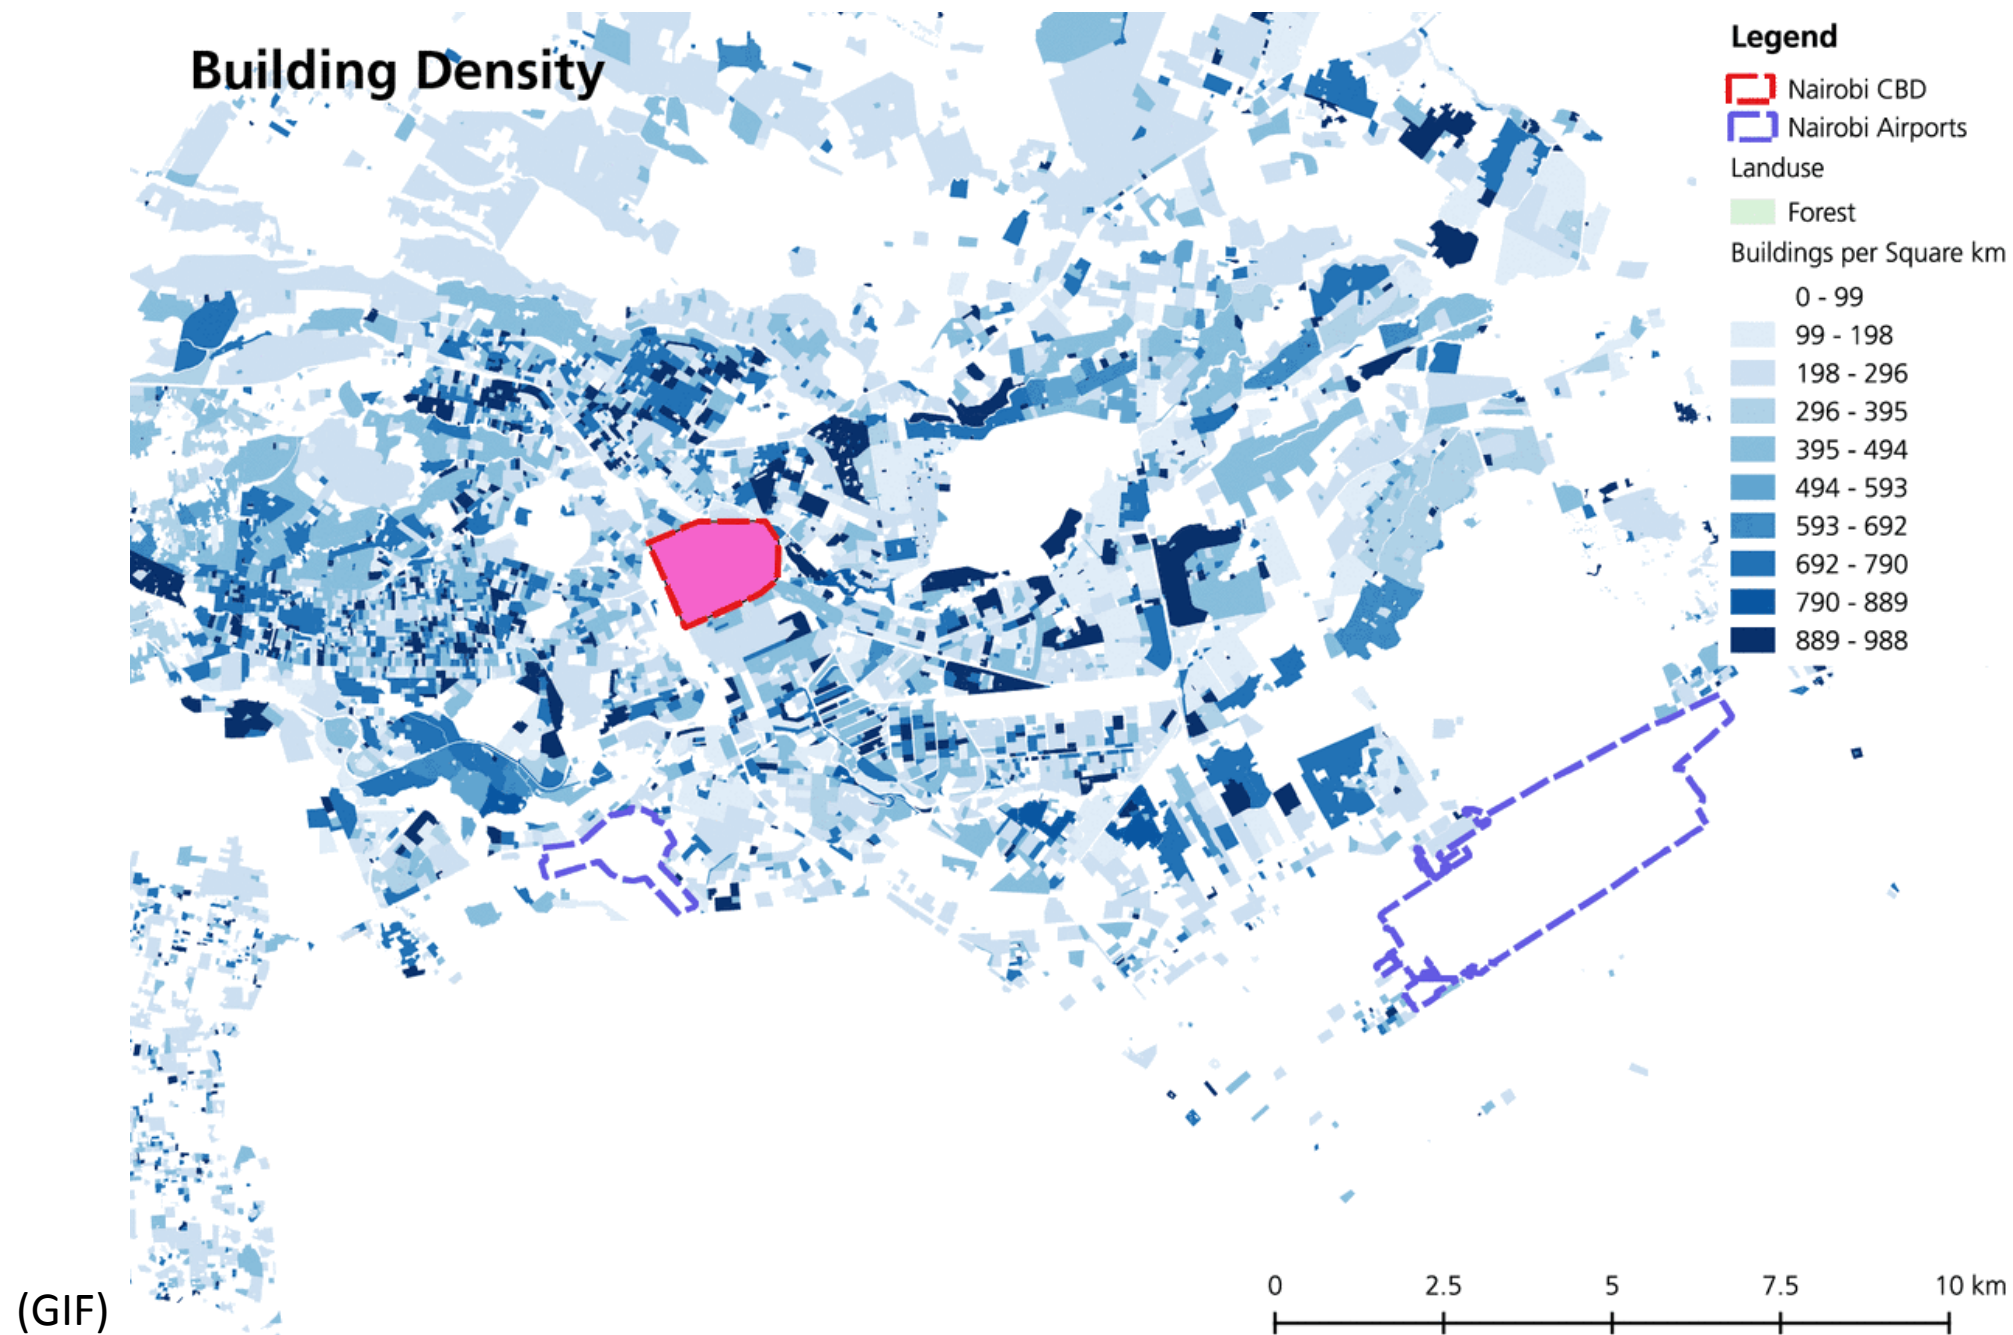 Building Density
Legend
Nairobi CBD
Nairobi Airports
Landuse
Forest
Buildings per Square km
0 - 99
99 - 198
198 - 296
296 - 395
395 - 494
494 - 593
593 - 692
692 - 790
790 - 889
889 - 988
0 2.5 5 7.5 10 km
(GIF)